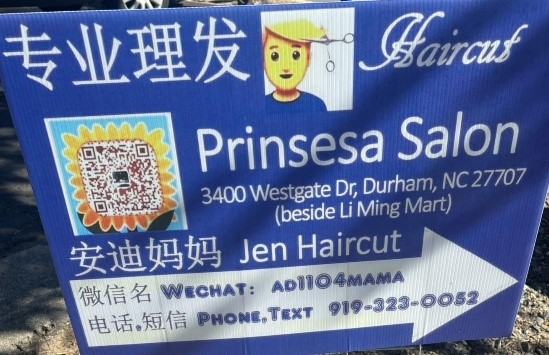 专业理发 Haircut
Prinsesa Salon
3400 Westgate Dr, Durham, NC 27707
(beside Li Ming Mart)
安迪妈妈 Jen Haircut
微信名 WECHAT: AD1104MAMA
电话,短信 PHONE,TEXT 919-323-0052